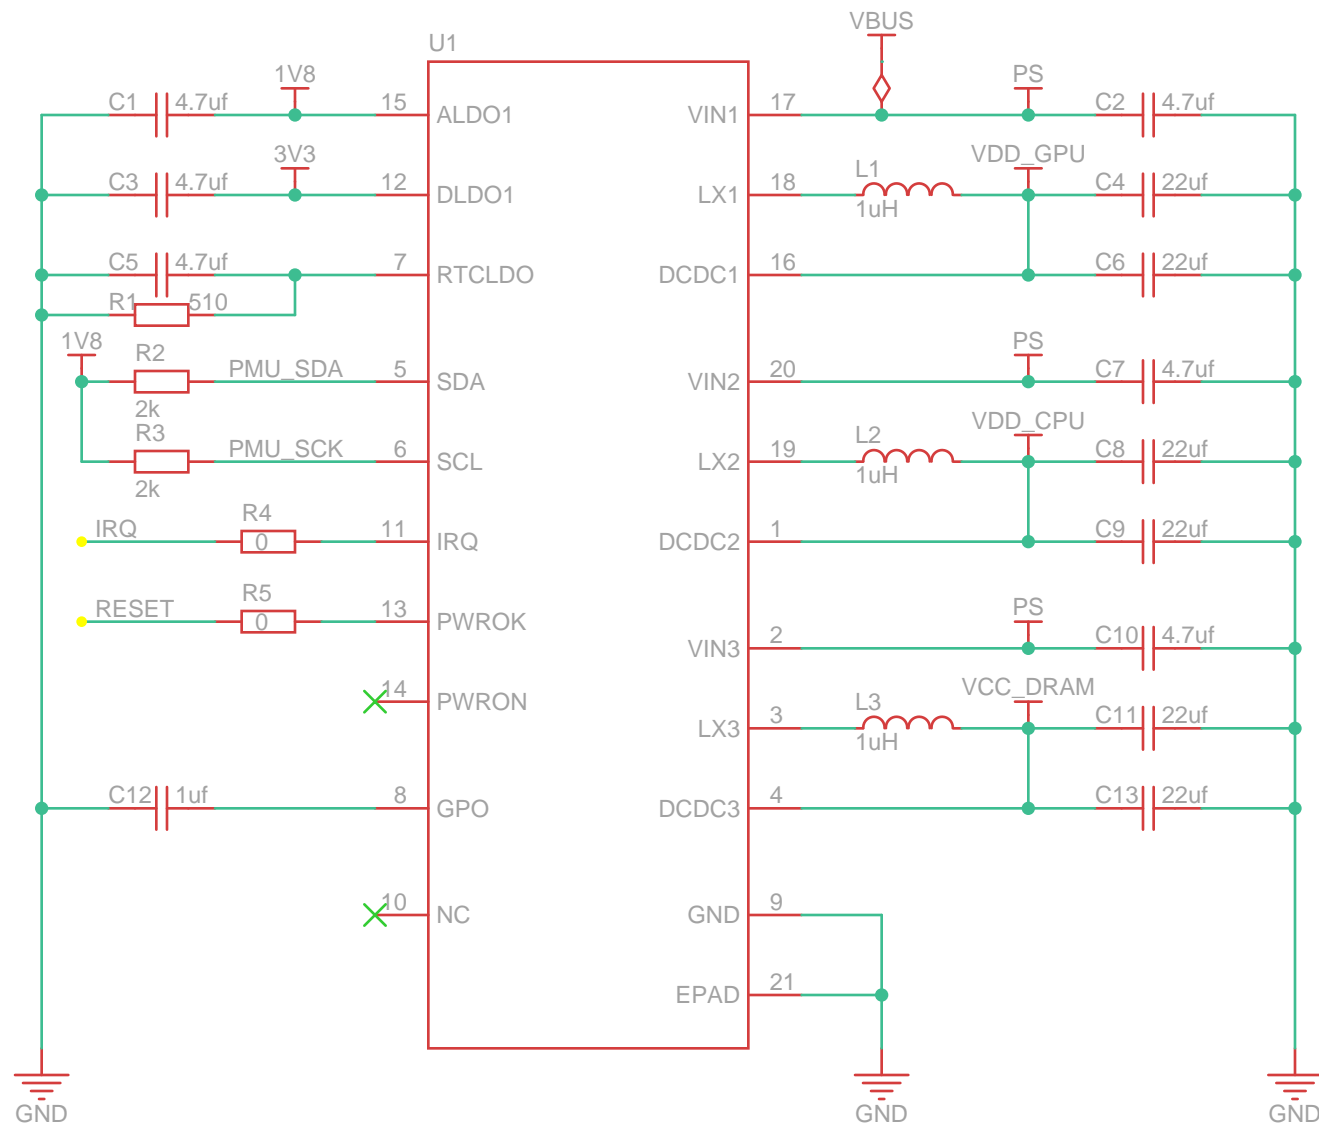 VBUS
U1
1V8 PS
C1 4.7uf 15 ALDO1 VIN1 17 C2 4.7uf
3V3 VDD_GPU
C3 4.7uf 12 DLDO1 LX1 18 L1 1uH C4 22uf
C5 4.7uf 7 RTCLDO DCDC1 16 C6 22uf
R1 510
1V8 PS
R2 2k PMU_SDA 5 SDA VIN2 20 C7 4.7uf
VDD_CPU
R3 2k PMU_SCK 6 SCL LX2 19 L2 1uH C8 22uf
IRQ R4 0 11 IRQ DCDC2 1 C9 22uf
PS
RESET R5 0 13 PWROK VIN3 2 C10 4.7uf
14 PWRON
VCC_DRAM
LX3 3 L3 1uH C11 22uf
C12 1uf 8 GPO DCDC3 4 C13 22uf
10 NC GND 9
EPAD 21
GND GND GND